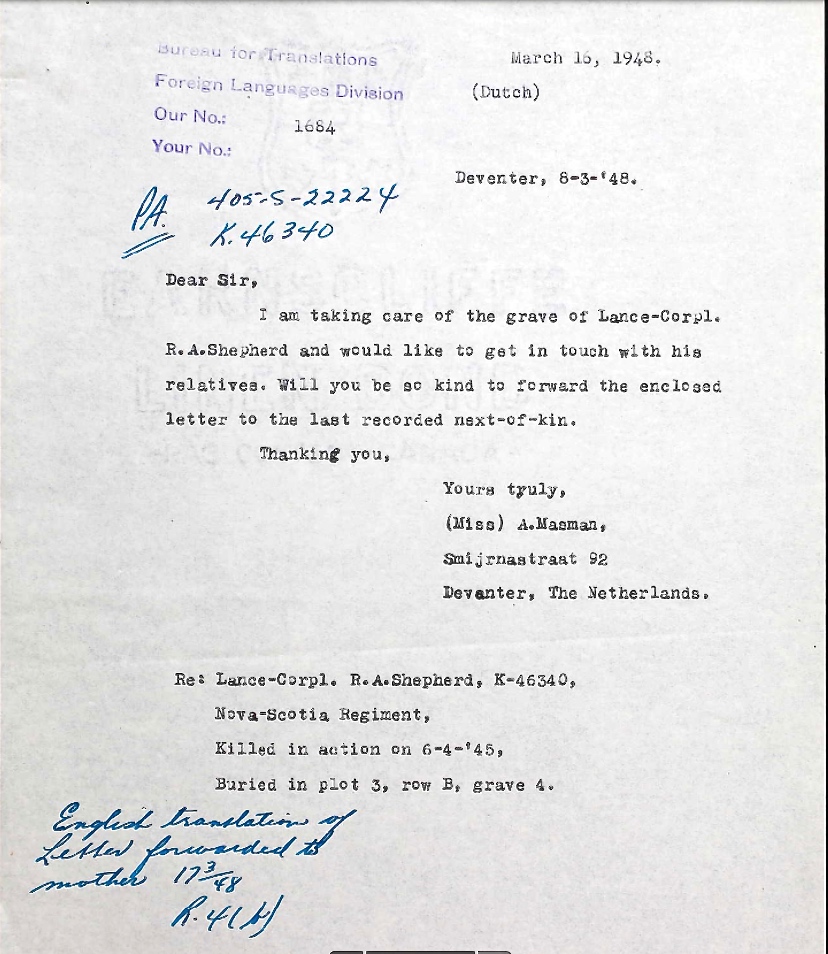 Bureau for Translations
Foreign Languages Division
Our No.: 1684
Your No.:
March 16, 1948.
(Dutch)
Deventer, 8-3-'48.
PA. 405-S-22224
K.46340
Dear Sir,
I am taking care of the grave of Lance-Corpl.
R.A.Shepherd and would like to get in touch with his
relatives. Will you be so kind to forward the enclosed
letter to the last recorded next-of-kin.
Thanking you,
Yours truly,
(Miss) A.Masman,
Smijrnastraat 92
Devanter, The Netherlands.
Re: Lance-Corpl. R.A.Shepherd, K-46340,
Nova-Scotia Regiment,
Killed in action on 6-4-'45,
Buried in plot 3, row B, grave 4.
English translation of
Letter forwarded to
mother 17 3/48
R.41(b)